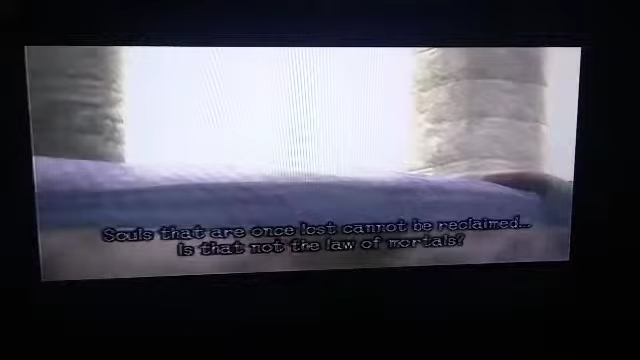 Souls that are once lost cannot be reclaimed...
Is that not the law of mortals?